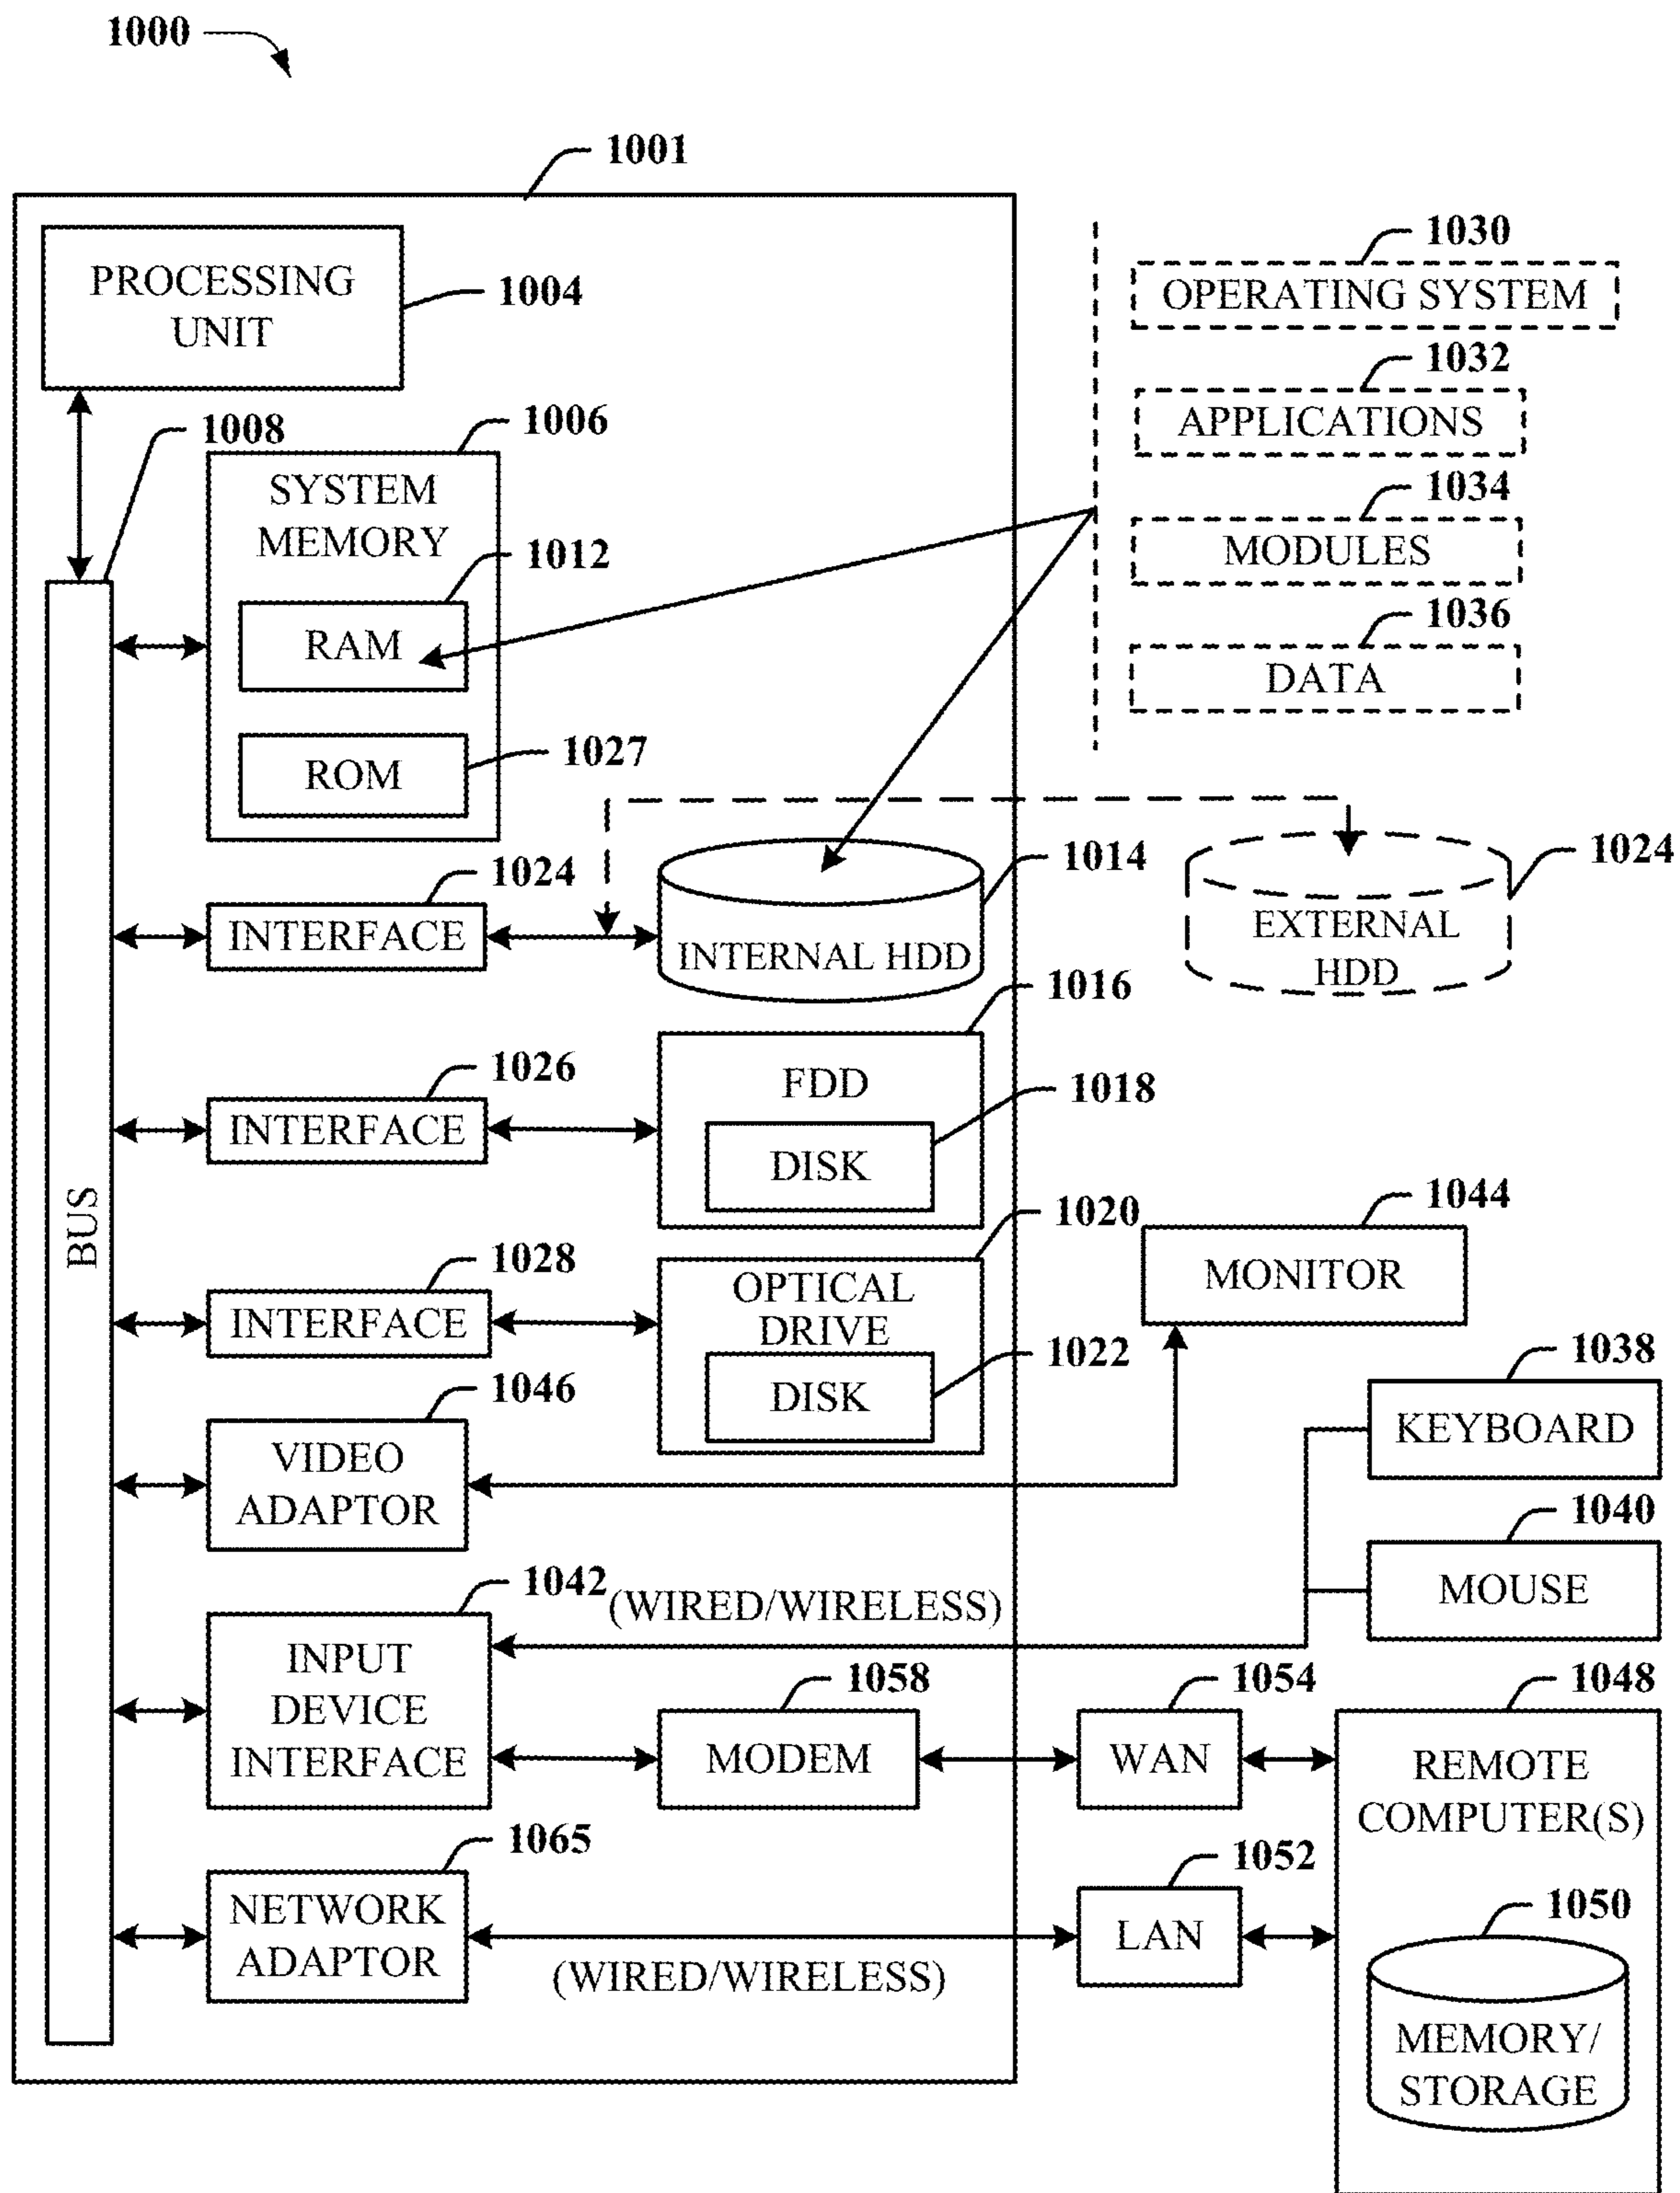 1000
1001
PROCESSING
UNIT
1004
1008
1006
SYSTEM
MEMORY
1012
RAM
1027
ROM
1030
OPERATING SYSTEM
1032
APPLICATIONS
1034
MODULES
1036
DATA
1024
INTERFACE
1014
INTERNAL HDD
1024
EXTERNAL
HDD
1026
INTERFACE
1016
FDD
1018
DISK
BUS
1028
INTERFACE
1020
OPTICAL
DRIVE
1022
DISK
1044
MONITOR
1046
VIDEO
ADAPTOR
1038
KEYBOARD
1040
MOUSE
1042
(WIRED/WIRELESS)
INPUT
DEVICE
INTERFACE
1058
MODEM
1054
WAN
1048
REMOTE
COMPUTER(S)
1065
NETWORK
ADAPTOR
(WIRED/WIRELESS)
1052
LAN
1050
MEMORY/
STORAGE